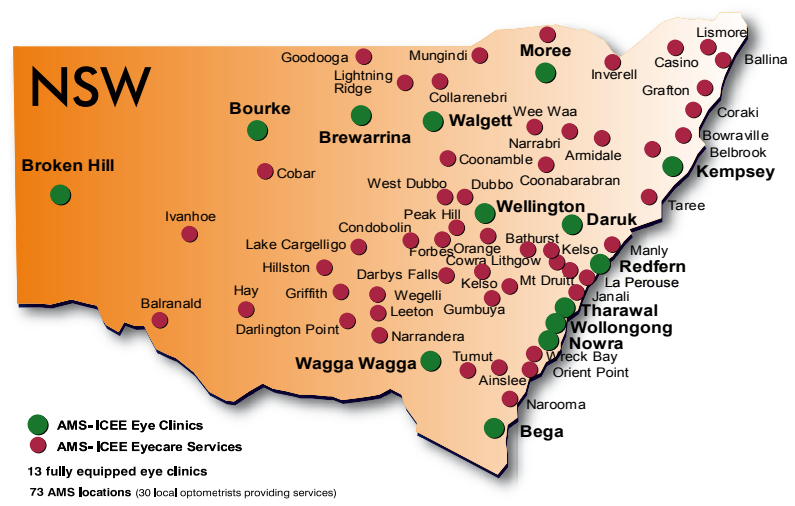 NSW
Lismore
Moree
Goodooga
Mungindi
Casino
Ballina
Inverell
Lightning
Ridge
Collarenebri
Grafton
Bourke
Wee Waa
Coraki
Brewarrina
Walgett
Narrabri
Bowraville
Armidale
Belbrook
Broken Hill
Coonamble
Kempsey
Cobar
Coonabarabran
West Dubbo
Dubbo
Taree
Ivanhoe
Peak Hill
Wellington
Daruk
Condobolin
Lake Cargelligo
Forbes
Orange
Bathurst
Kelso
Manly
Hillston
Cowra
Lithgow
Redfern
Darbys Falls
Kelso
Mt Druitt
La Perouse
Balranald
Hay
Griffith
Wegelli
Janali
Gumbuya
Leeton
Tharawal
Darlington Point
Wollongong
Narrandera
Nowra
Wagga Wagga
Tumut
Wreck Bay
Ainslee
Orient Point
Narooma
Bega
AMS-ICEE Eye Clinics
AMS-ICEE Eyecare Services
13 fully equipped eye clinics
73 AMS locations (30 local optometrists providing services)